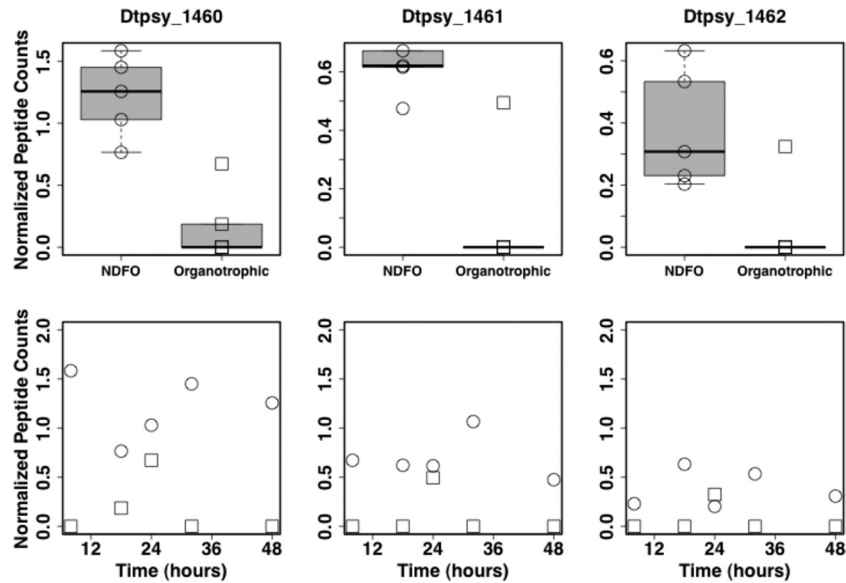 Dtpsy_1460 Dtpsy_1461 Dtpsy_1462
Normalized Peptide Counts
0.0 0.5 1.0 1.5
0.0 0.2 0.4 0.6
0.0 0.2 0.4 0.6
NDFO Organotrophic NDFO Organotrophic NDFO Organotrophic
Normalized Peptide Counts
0.0 0.5 1.0 1.5 2.0
0.0 0.5 1.0 1.5 2.0
0.0 0.5 1.0 1.5 2.0
12 24 36 48 12 24 36 48 12 24 36 48
Time (hours) Time (hours) Time (hours)